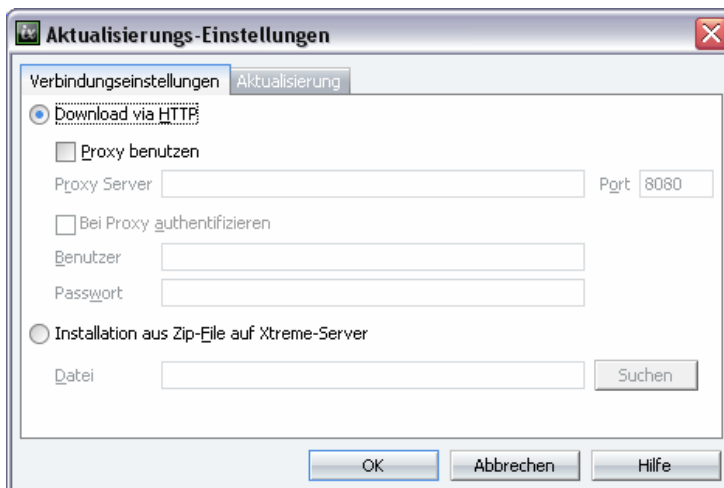 Aktualisierungs-Einstellungen
Verbindungseinstellungen Aktualisierung
Download via HTTP
Proxy benutzen
Proxy Server Port 8080
Bei Proxy authentifizieren
Benutzer
Passwort
Installation aus Zip-File auf Xtreme-Server
Datei Suchen
OK Abbrechen Hilfe